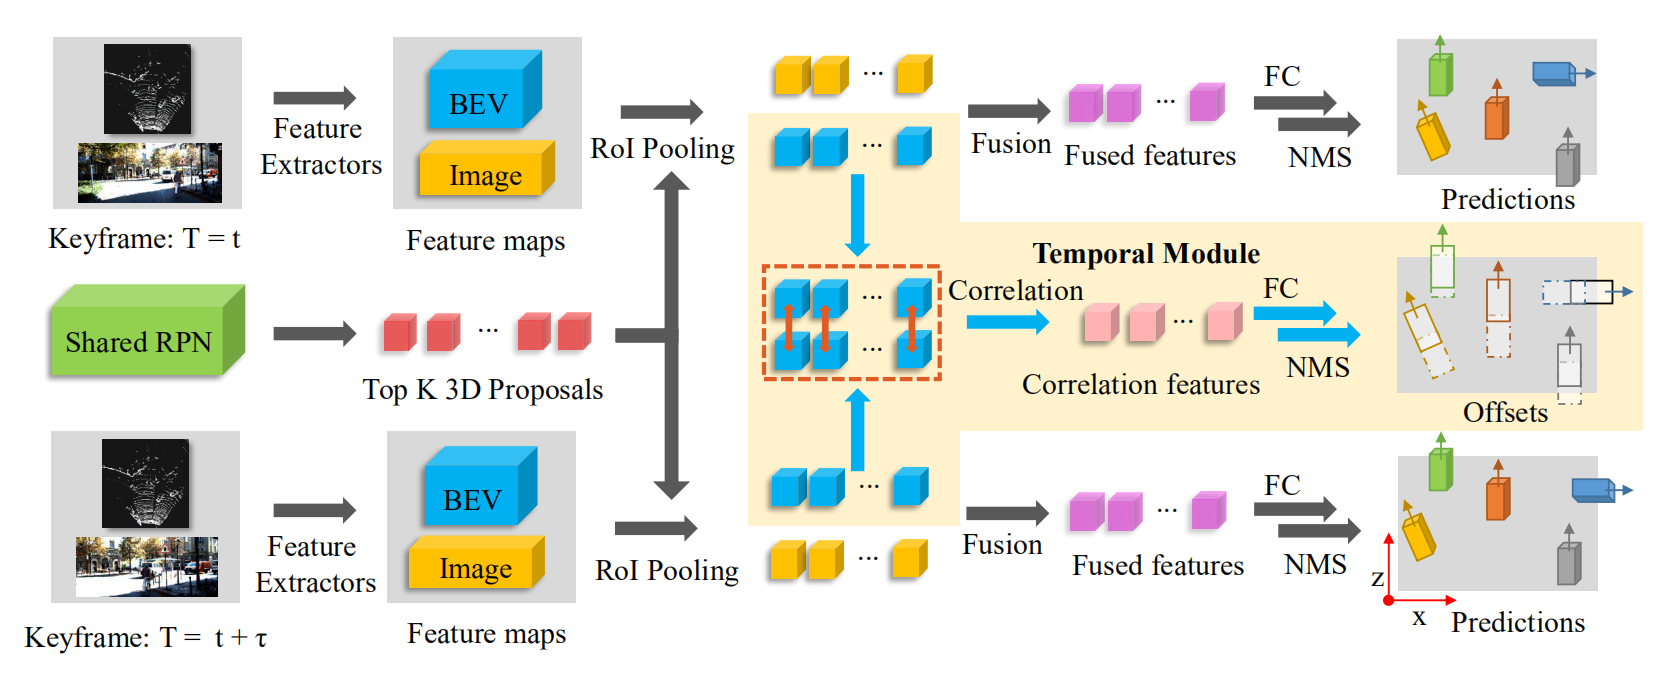 BEV
Image
Feature
Extractors
RoI Pooling
...
...
Fusion
...
Fused features
FC
NMS
Predictions
Keyframe: T = t
Feature maps
Shared RPN
...
Top K 3D Proposals
...
...
Temporal Module
Correlation
...
Correlation features
FC
NMS
Offsets
BEV
Image
Feature
Extractors
RoI Pooling
...
...
Fusion
...
Fused features
FC
NMS
z
x
Predictions
Keyframe: T = t + τ
Feature maps